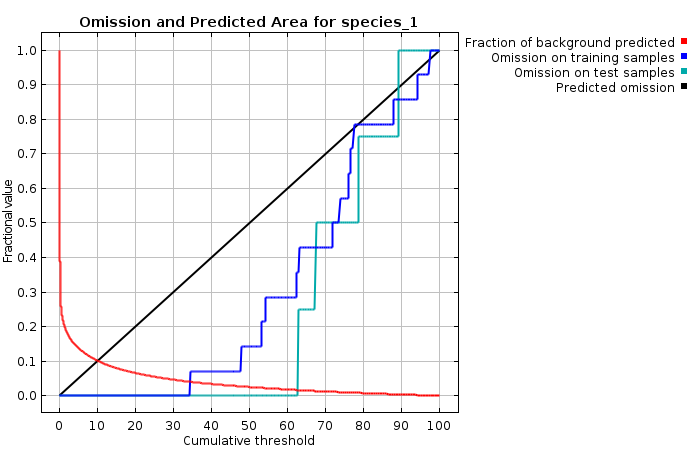 Omission and Predicted Area for species_1
Fraction of background predicted
Omission on training samples
Omission on test samples
Predicted omission
1.0
0.9
0.8
0.7
0.6
0.5
0.4
0.3
0.2
0.1
0.0
Fractional value
0 10 20 30 40 50 60 70 80 90 100
Cumulative threshold